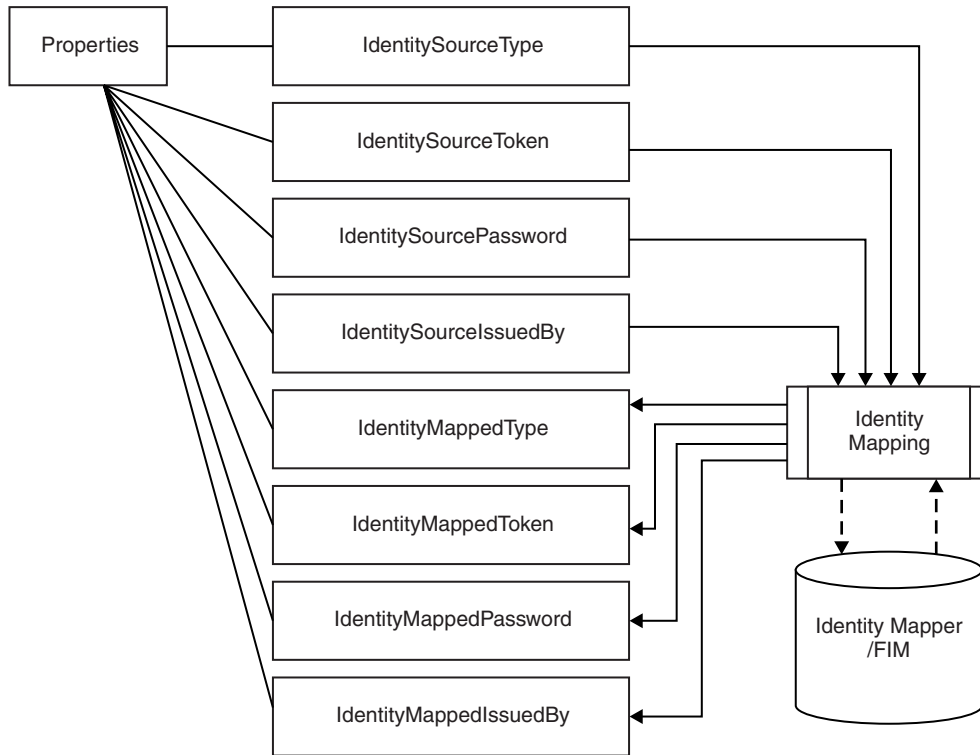 Properties
IdentitySourceType
IdentitySourceToken
IdentitySourcePassword
IdentitySourceIssuedBy
IdentityMappedType
IdentityMappedToken
IdentityMappedPassword
IdentityMappedIssuedBy
Identity
Mapping
Identity Mapper
/FIM